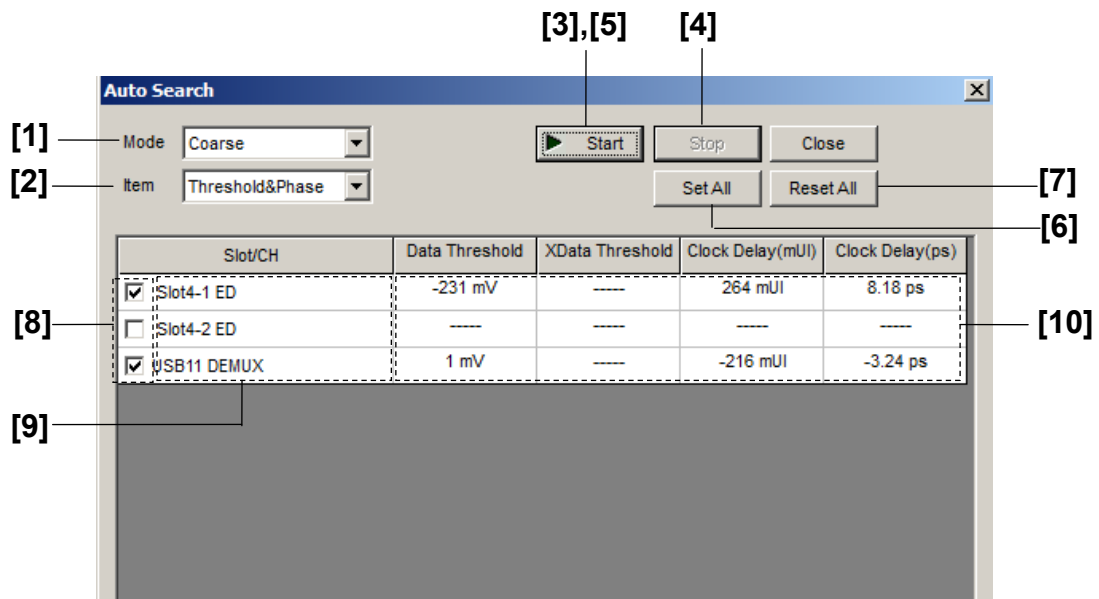 [3],[5] [4]
Auto Search
[1] Mode Coarse Start Stop Close
[2] Item Threshold&Phase Set All Reset All [7]
[6]
Slot/CH Data Threshold XData Threshold Clock Delay(mUI) Clock Delay(ps)
Slot4-1 ED -231 mV ----- 264 mUI 8.18 ps
[8] Slot4-2 ED ----- ----- ----- ----- [10]
USB11 DEMUX 1 mV ----- -216 mUI -3.24 ps
[9]